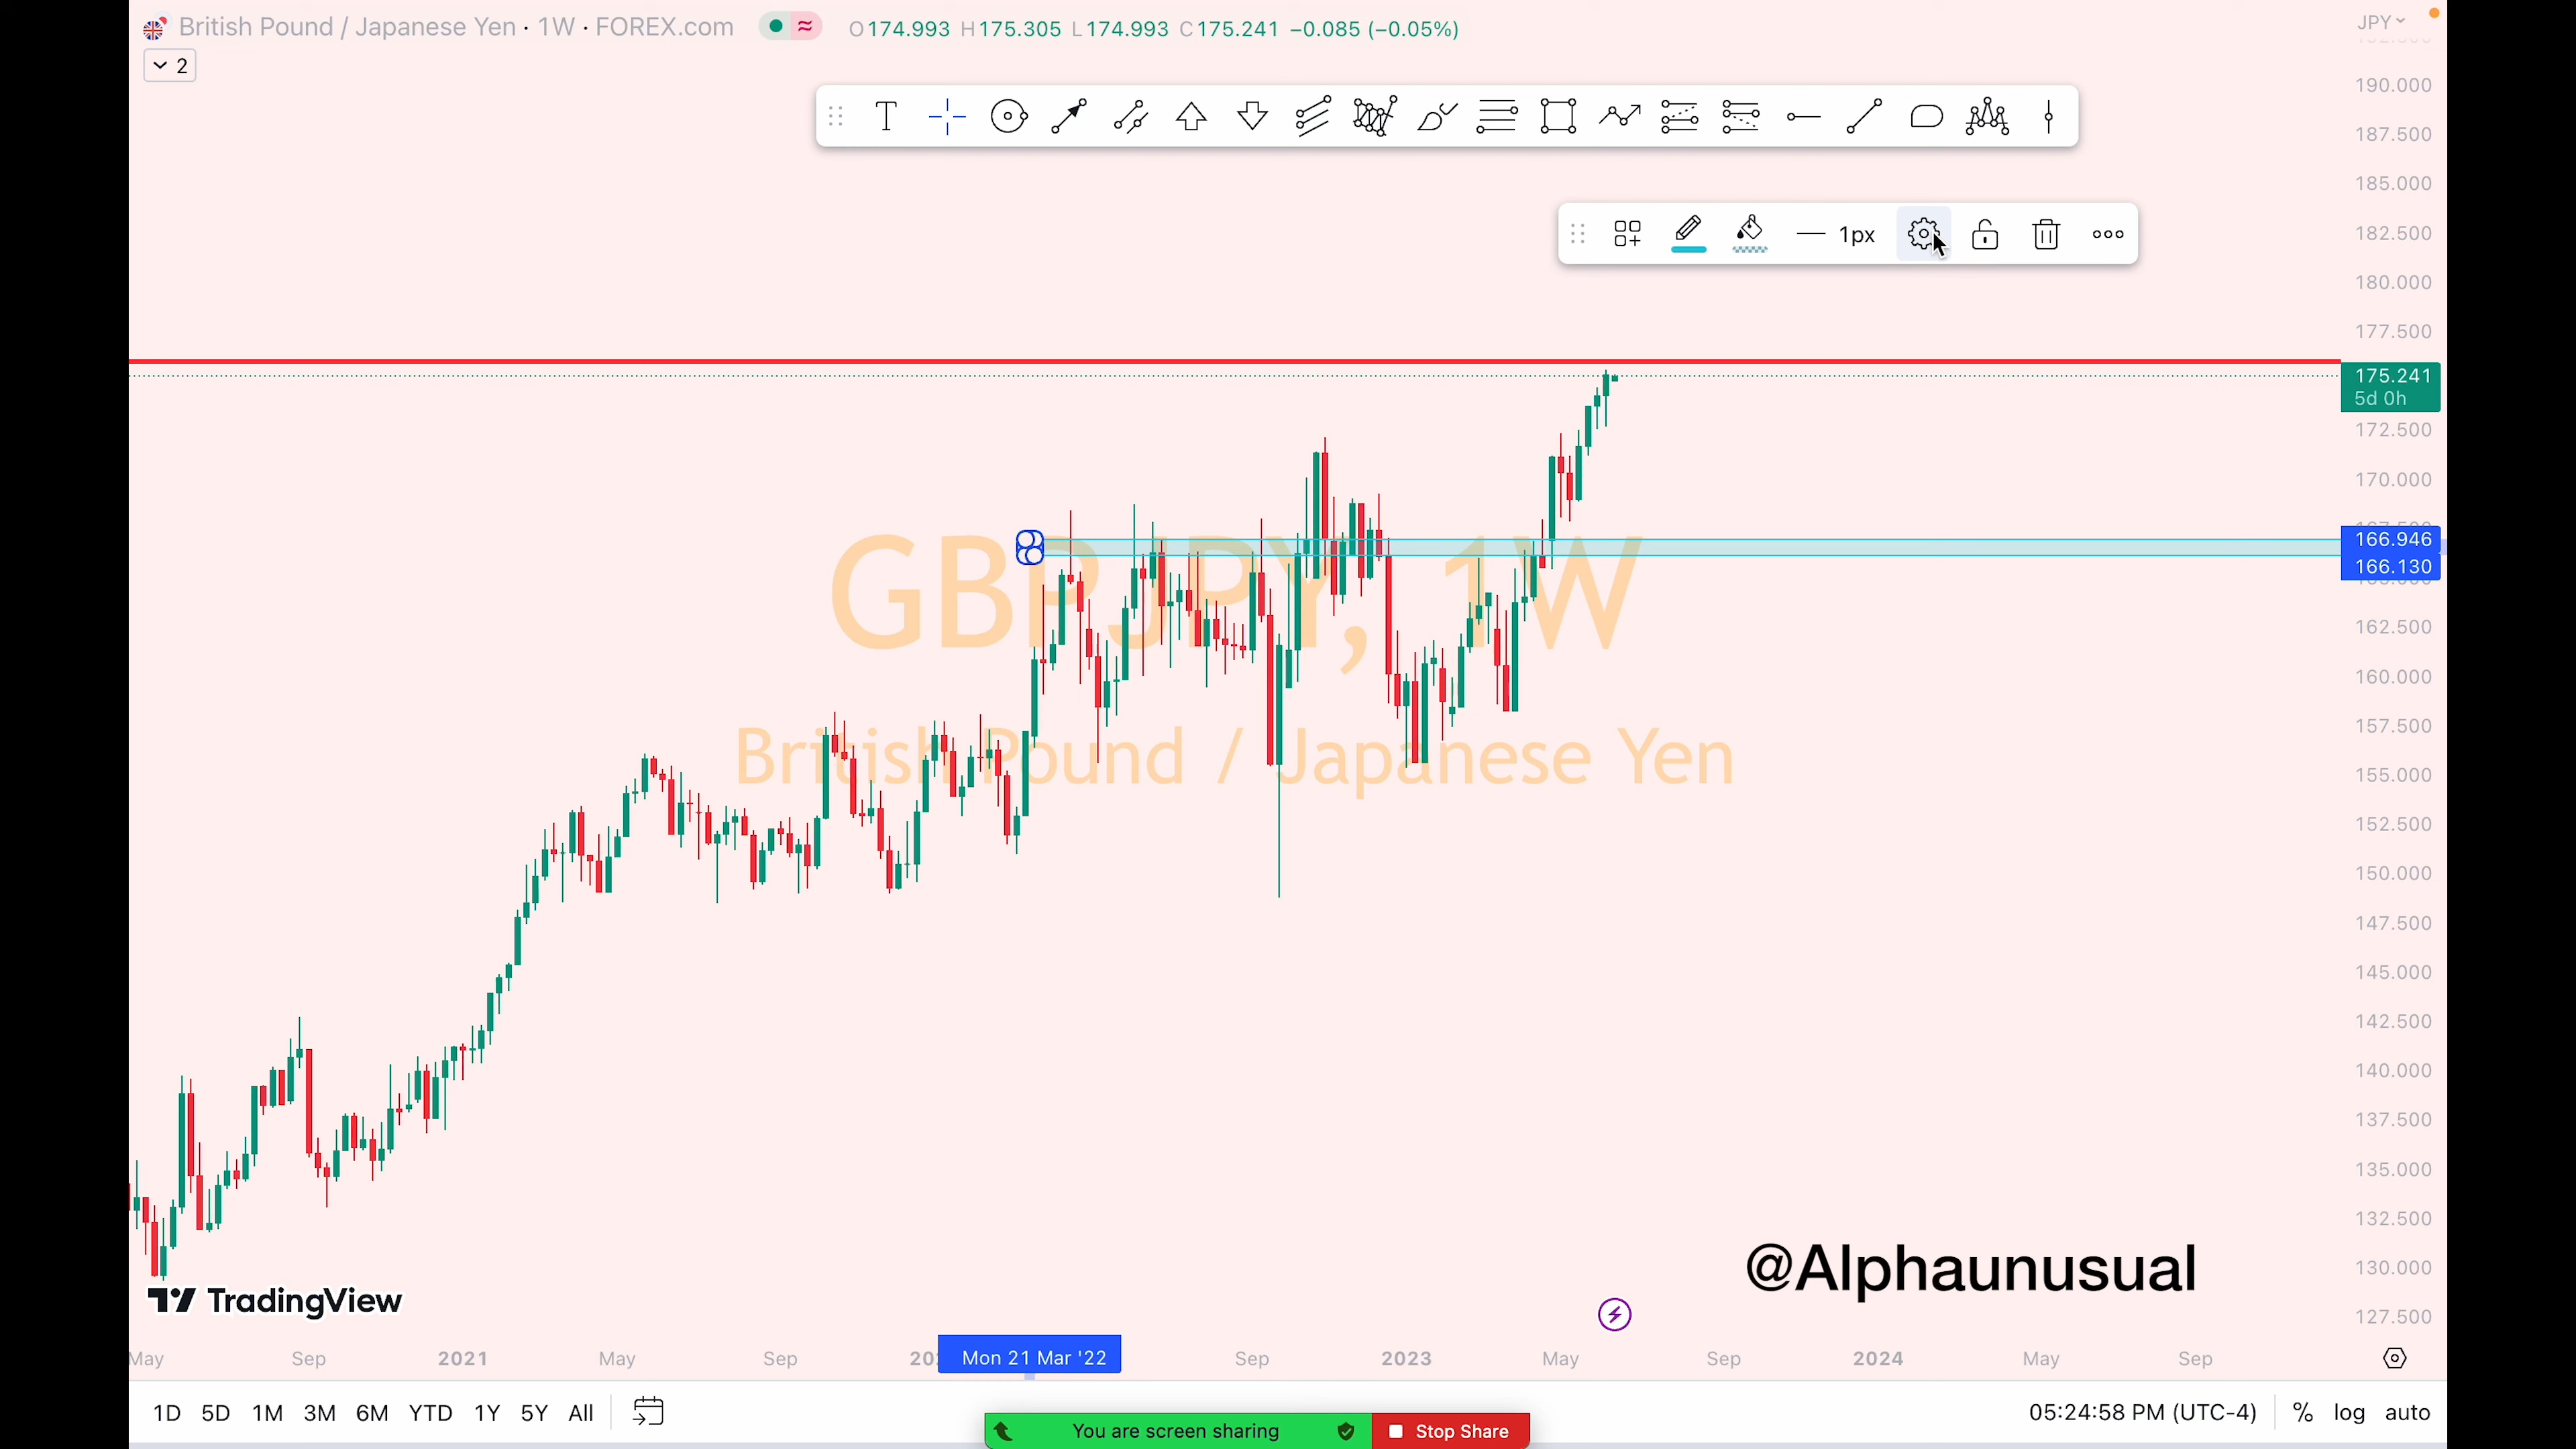 British Pound / Japanese Yen · 1W · FOREX.com O174.993 H175.305 L174.993 C175.241 −0.085 (−0.05%) JPY
2
T
1px
190.000
187.500
185.000
182.500
180.000
177.500
175.241
5d 0h
172.500
170.000
166.946
166.130
162.500
160.000
157.500
155.000
152.500
150.000
147.500
145.000
142.500
140.000
137.500
135.000
132.500
130.000
127.500
GBPJPY, 1W
British Pound / Japanese Yen
@Alphaunusual
TradingView
May Sep 2021 May Sep Mon 21 Mar '22 Sep 2023 May Sep 2024 May Sep
1D 5D 1M 3M 6M YTD 1Y 5Y All 05:24:58 PM (UTC-4) % log auto
You are screen sharing Stop Share